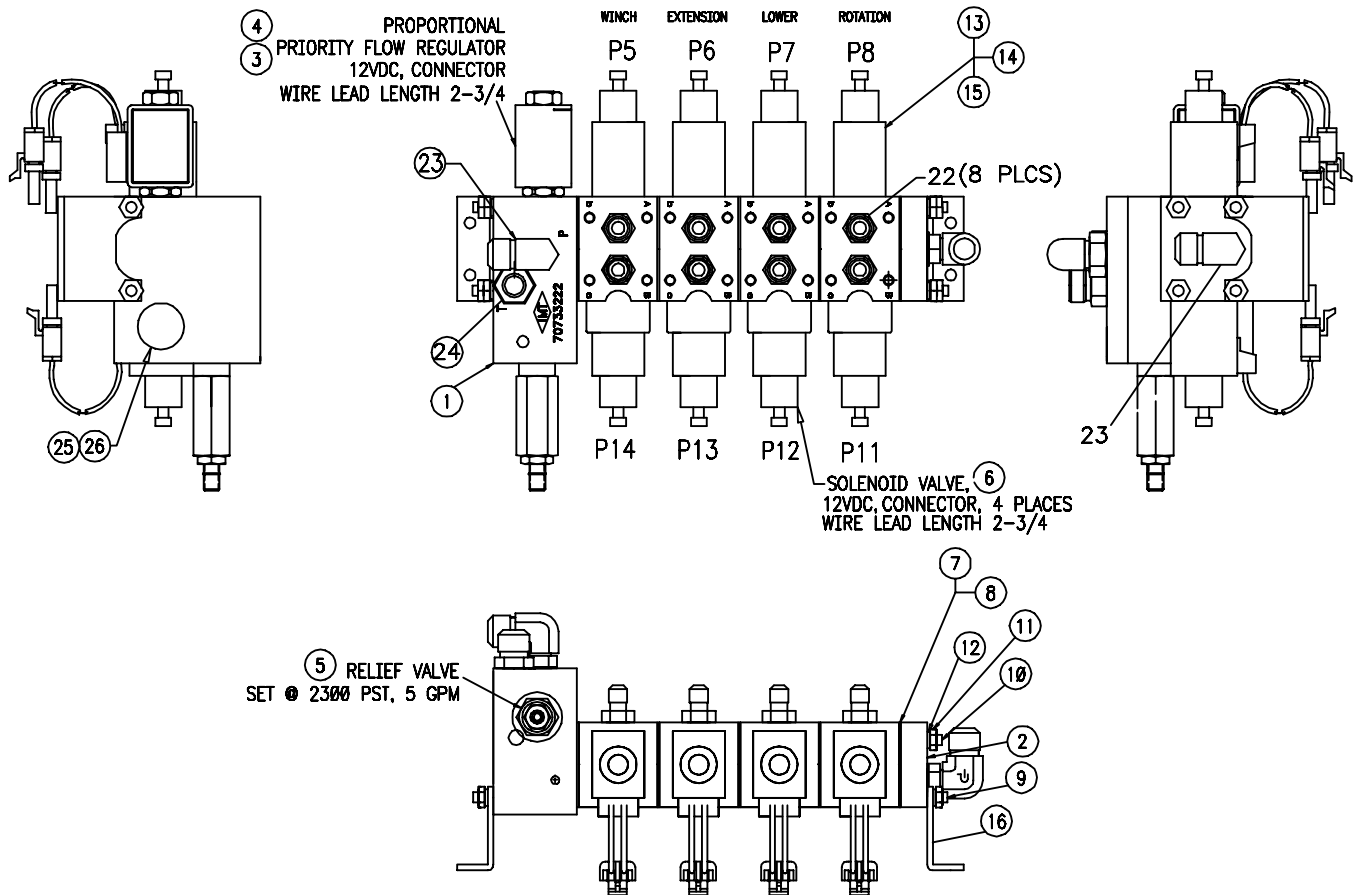 4
3
PROPORTIONAL
PRIORITY FLOW REGULATOR
12VDC, CONNECTOR
WIRE LEAD LENGTH 2-3/4
WINCH EXTENSION LOWER ROTATION
P5 P6 P7 P8
13
14
15
23
22(8 PLCS)
b A b A b A b A
P
a B a B a B a B
T
IMT
70733222
24
1
23
25 26
P14 P13 P12 P11
SOLENOID VALVE, 6
12VDC, CONNECTOR, 4 PLACES
WIRE LEAD LENGTH 2-3/4
7
8
11
12
10
5 RELIEF VALVE
SET @ 2300 PST, 5 GPM
2
9
16